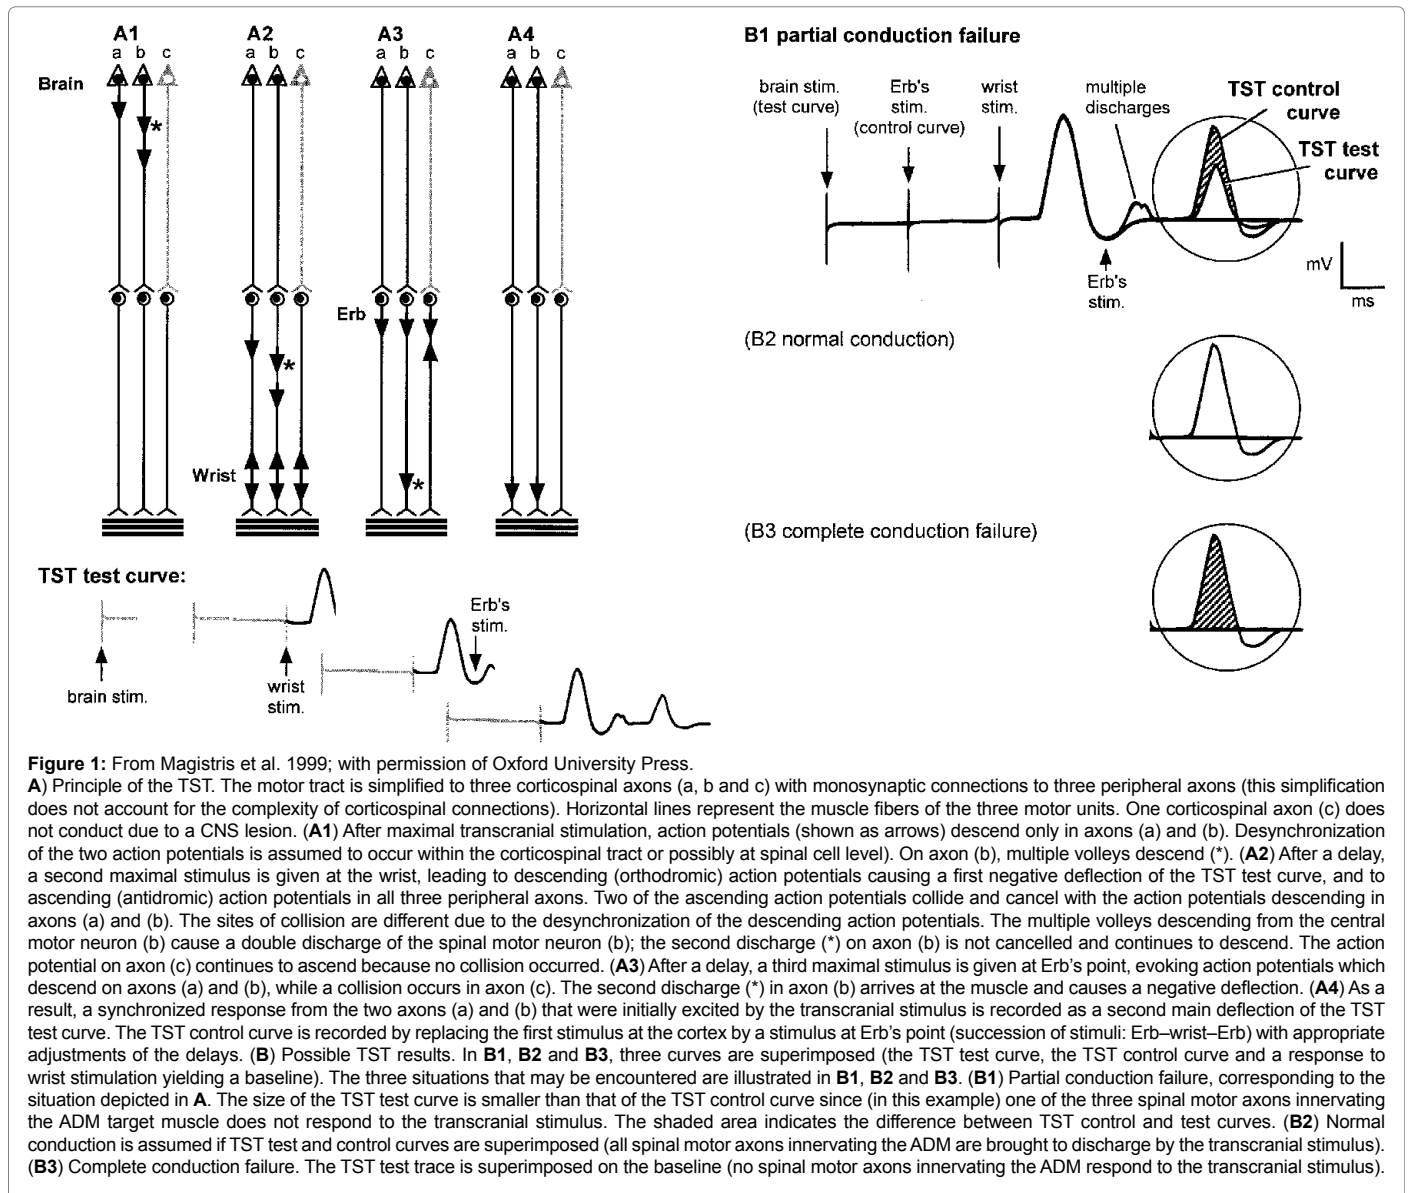 A1
A2
A3
A4
a b c
a b c
a b c
a b c
Brain
*
*
Erb
Wrist
*
TST test curve:
brain stim.
wrist
stim.
Erb's
stim.
B1 partial conduction failure
brain stim.
(test curve)
Erb's
stim.
(control curve)
wrist
stim.
multiple
discharges
TST control
curve
TST test
curve
Erb's
stim.
mV
ms
(B2 normal conduction)
(B3 complete conduction failure)
Figure 1: From Magistris et al. 1999; with permission of Oxford University Press.
A) Principle of the TST. The motor tract is simplified to three corticospinal axons (a, b and c) with monosynaptic connections to three peripheral axons (this simplification
does not account for the complexity of corticospinal connections). Horizontal lines represent the muscle fibers of the three motor units. One corticospinal axon (c) does
not conduct due to a CNS lesion. (A1) After maximal transcranial stimulation, action potentials (shown as arrows) descend only in axons (a) and (b). Desynchronization
of the two action potentials is assumed to occur within the corticospinal tract or possibly at spinal cell level). On axon (b), multiple volleys descend (*). (A2) After a delay,
a second maximal stimulus is given at the wrist, leading to descending (orthodromic) action potentials causing a first negative deflection of the TST test curve, and to
ascending (antidromic) action potentials in all three peripheral axons. Two of the ascending action potentials collide and cancel with the action potentials descending in
axons (a) and (b). The sites of collision are different due to the desynchronization of the descending action potentials. The multiple volleys descending from the central
motor neuron (b) cause a double discharge of the spinal motor neuron (b); the second discharge (*) on axon (b) is not cancelled and continues to descend. The action
potential on axon (c) continues to ascend because no collision occurred. (A3) After a delay, a third maximal stimulus is given at Erb's point, evoking action potentials which
descend on axons (a) and (b), while a collision occurs in axon (c). The second discharge (*) in axon (b) arrives at the muscle and causes a negative deflection. (A4) As a
result, a synchronized response from the two axons (a) and (b) that were initially excited by the transcranial stimulus is recorded as a second main deflection of the TST
test curve. The TST control curve is recorded by replacing the first stimulus at the cortex by a stimulus at Erb's point (succession of stimuli: Erb–wrist–Erb) with appropriate
adjustments of the delays. (B) Possible TST results. In B1, B2 and B3, three curves are superimposed (the TST test curve, the TST control curve and a response to
wrist stimulation yielding a baseline). The three situations that may be encountered are illustrated in B1, B2 and B3. (B1) Partial conduction failure, corresponding to the
situation depicted in A. The size of the TST test curve is smaller than that of the TST control curve since (in this example) one of the three spinal motor axons innervating
the ADM target muscle does not respond to the transcranial stimulus. The shaded area indicates the difference between TST control and test curves. (B2) Normal
conduction is assumed if TST test and control curves are superimposed (all spinal motor axons innervating the ADM are brought to discharge by the transcranial stimulus).
(B3) Complete conduction failure. The TST test trace is superimposed on the baseline (no spinal motor axons innervating the ADM respond to the transcranial stimulus).